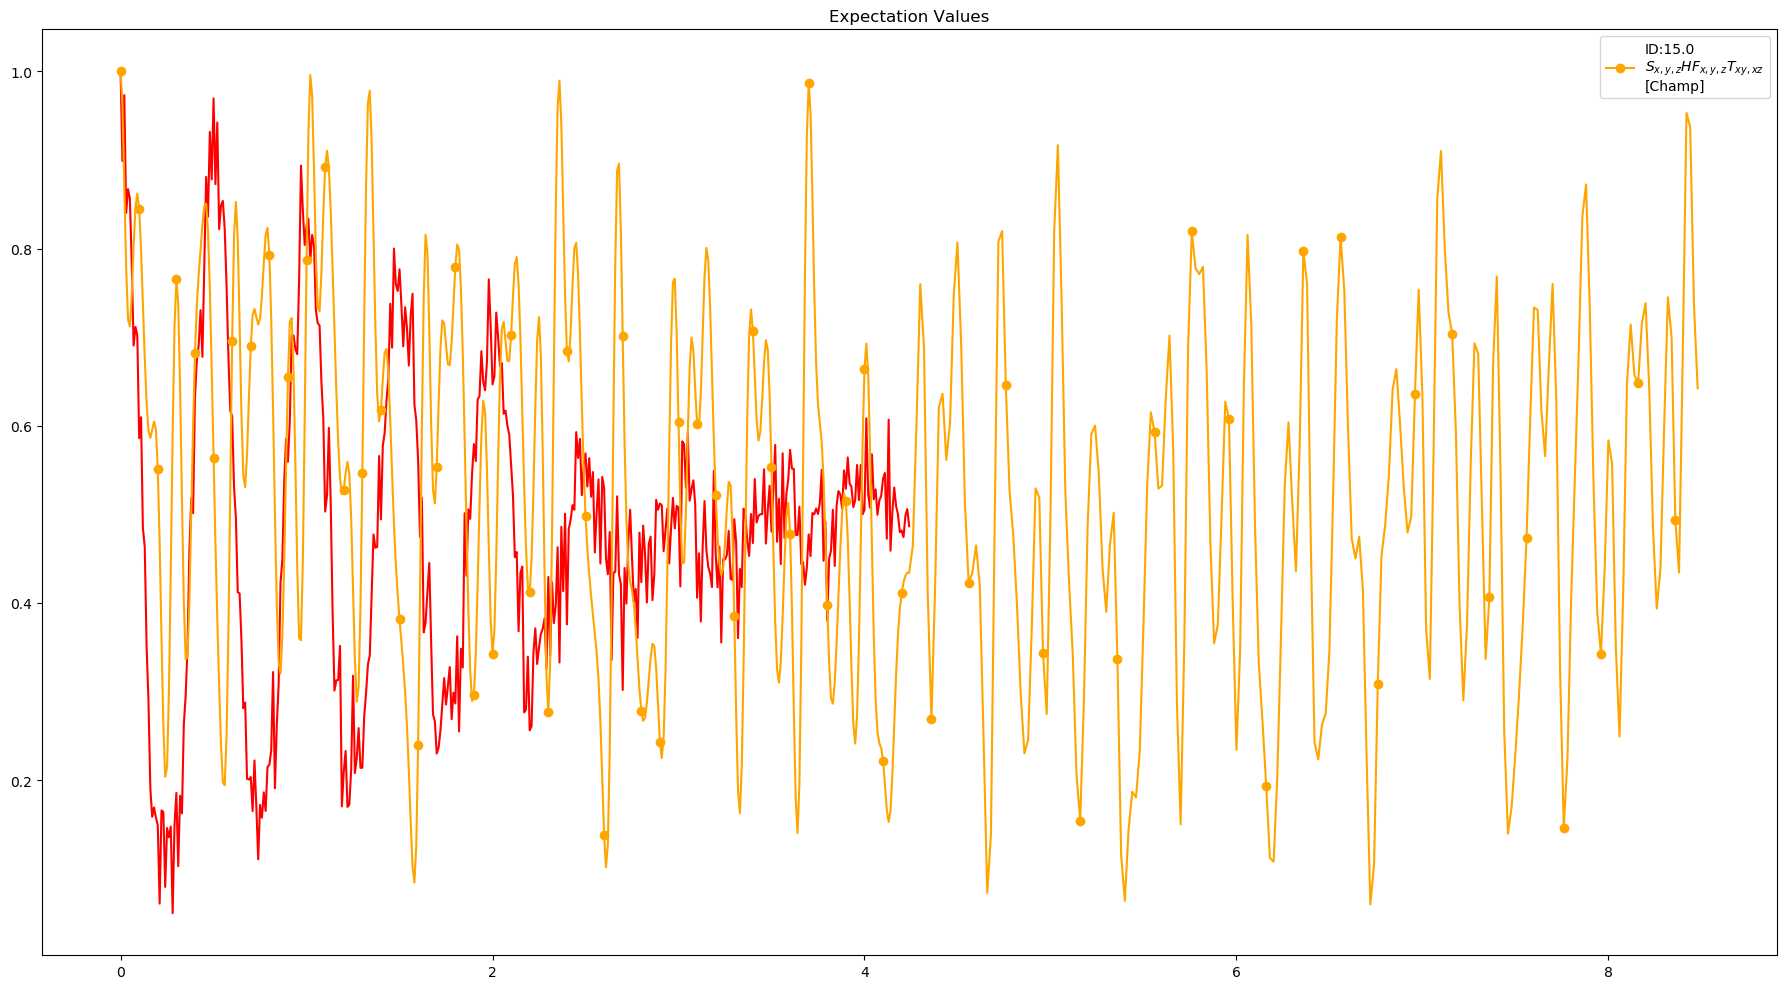 Expectation Values
ID:15.0
S_{x,y,z}HF_{x,y,z}T_{xy,xz}
[Champ]
1.0
0.8
0.6
0.4
0.2
0 2 4 6 8